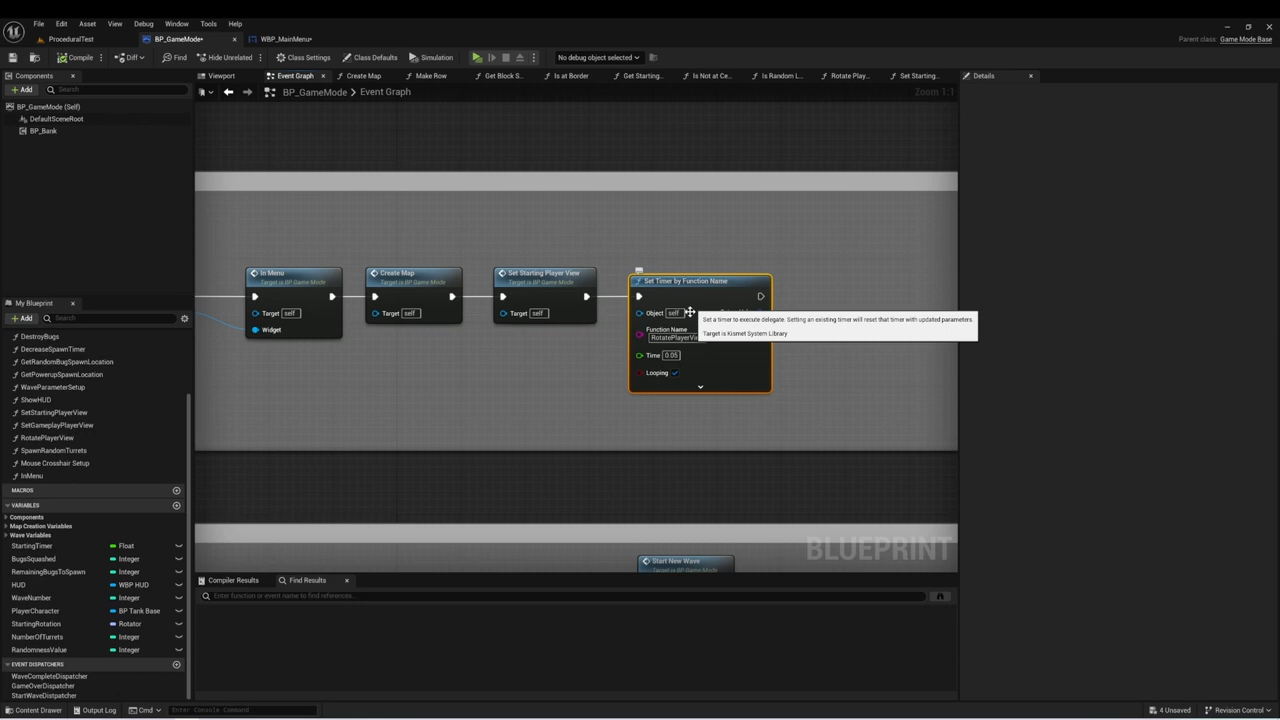 File Edit Asset View Debug Window Tools Help
ProceduralTest BP_GameMode• WBP_MainMenu•
Parent class: Game Mode Base
Compile Diff Find Hide Unrelated Class Settings Class Defaults Simulation No debug object selected
Components
Viewport Event Graph Create Map Make Row Get Block S... Is at Border Get Starting... Is Not at Ce... Is Random L... Rotate Play... Set Starting...
Details
Add Search
BP_GameMode > Event Graph
Zoom 1:1
BP_GameMode (Self)
DefaultSceneRoot
BP_Bank
In Menu
Target is BP Game Mode
Target self
Widget
Create Map
Target is BP Game Mode
Target self
Set Starting Player View
Target is BP Game Mode
Target self
Set Timer by Function Name
Object self
Function Name
RotatePlayerVi
Time 0.05
Looping
Set a timer to execute delegate. Setting an existing timer will reset that timer with updated parameters.
Target is Kismet System Library
My Blueprint
Add Search
DestroyBugs
DecreaseSpawnTimer
GetRandomBugSpawnLocation
GetPowerupSpawnLocation
WaveParameterSetup
ShowHUD
SetStartingPlayerView
SetGameplayPlayerView
RotatePlayerView
SpawnRandomTurrets
Mouse Crosshair Setup
InMenu
MACROS
VARIABLES
Components
Map Creation Variables
Wave Variables
StartingTimer Float
BugsSquashed Integer
RemainingBugsToSpawn Integer
HUD WBP HUD
WaveNumber Integer
PlayerCharacter BP Tank Base
StartingRotation Rotator
NumberOfTurrets Integer
RandomnessValue Integer
EVENT DISPATCHERS
WaveCompleteDispatcher
GameOverDispatcher
StartWaveDistpatcher
BLUEPRINT
Start New Wave
Target is BP Game Mode
Compiler Results Find Results
Enter function or event name to find references...
Content Drawer Output Log Cmd Enter Console Command
4 Unsaved Revision Control